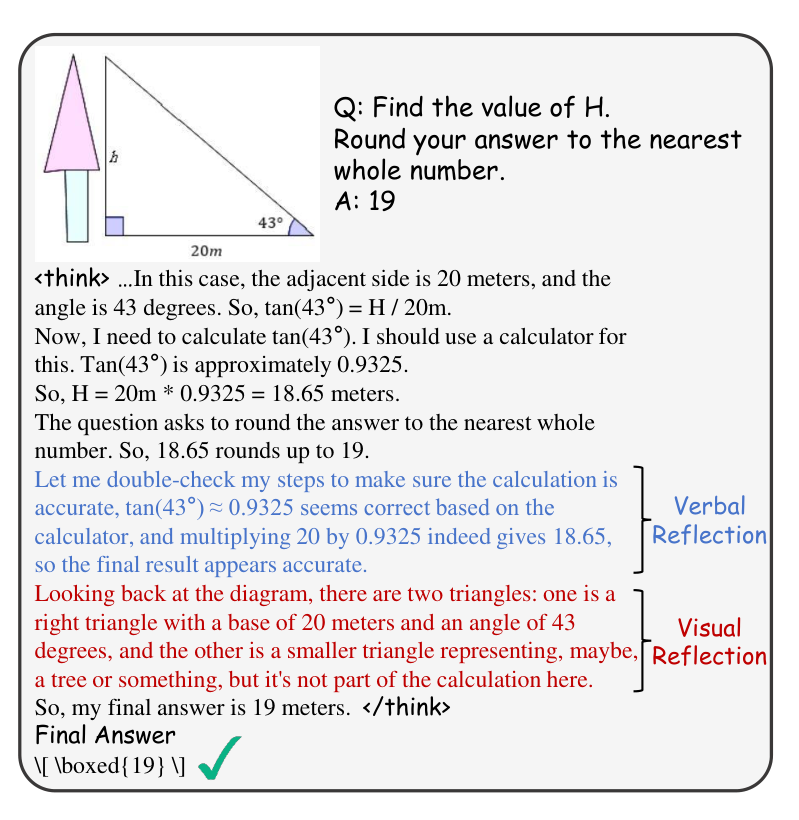 h
43°
20m
Q: Find the value of H.
Round your answer to the nearest
whole number.
A: 19
<think> ...In this case, the adjacent side is 20 meters, and the
angle is 43 degrees. So, tan(43°) = H / 20m.
Now, I need to calculate tan(43°). I should use a calculator for
this. Tan(43°) is approximately 0.9325.
So, H = 20m * 0.9325 = 18.65 meters.
The question asks to round the answer to the nearest whole
number. So, 18.65 rounds up to 19.
Let me double-check my steps to make sure the calculation is
accurate, tan(43°) ≈ 0.9325 seems correct based on the
calculator, and multiplying 20 by 0.9325 indeed gives 18.65,
so the final result appears accurate.
Verbal
Reflection
Looking back at the diagram, there are two triangles: one is a
right triangle with a base of 20 meters and an angle of 43
degrees, and the other is a smaller triangle representing, maybe,
a tree or something, but it's not part of the calculation here.
Visual
Reflection
So, my final answer is 19 meters. </think>
Final Answer
\[ \boxed{19} \]